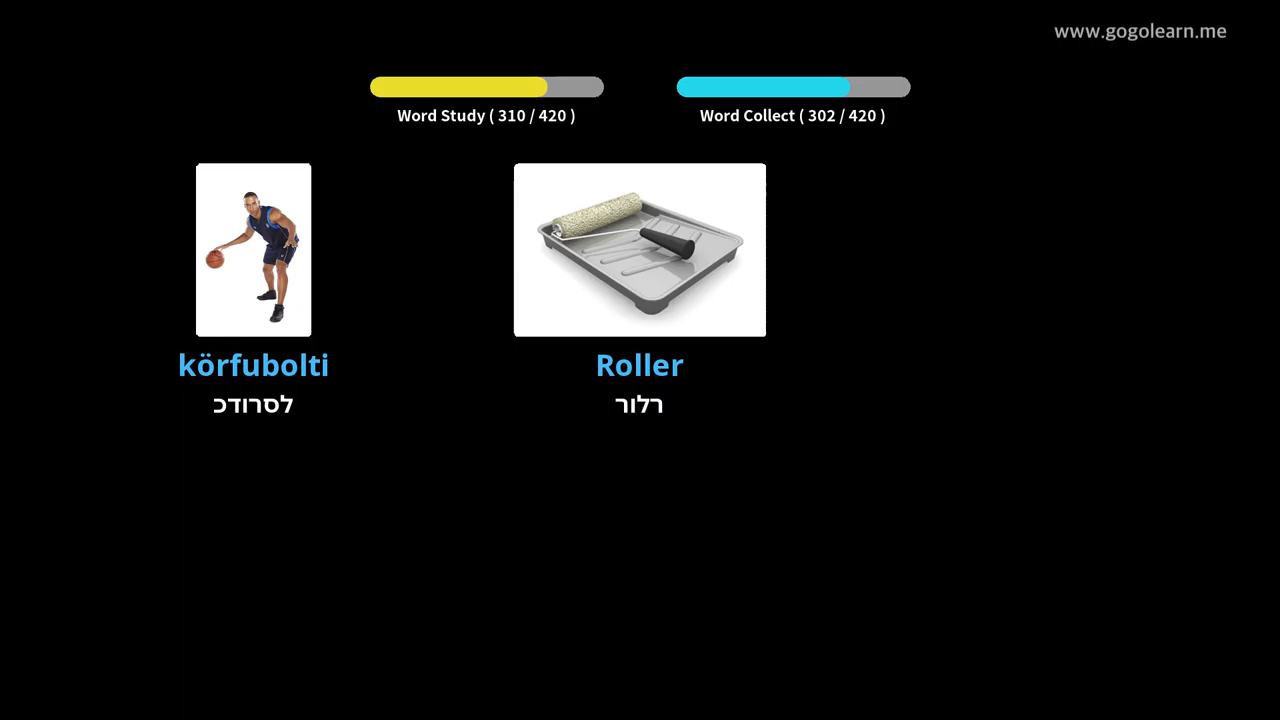 www.gogolearn.me
Word Study ( 310 / 420 )
Word Collect ( 302 / 420 )
körfubolti
לסרודכ
Roller
רלור